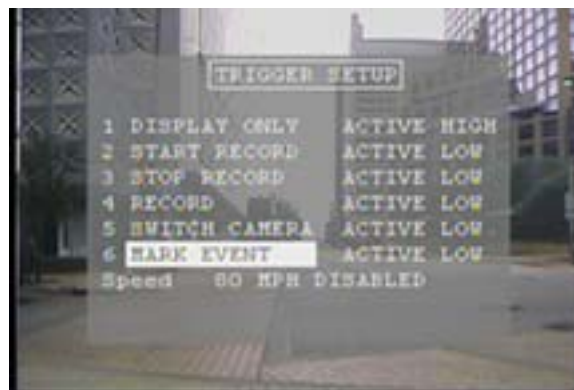 TRIGGER SETUP
1 DISPLAY ONLY ACTIVE HIGH
2 START RECORD ACTIVE LOW
3 STOP RECORD ACTIVE LOW
4 RECORD ACTIVE LOW
5 SWITCH CAMERA ACTIVE LOW
6 MARK EVENT ACTIVE LOW
Speed 80 MPH DISABLED